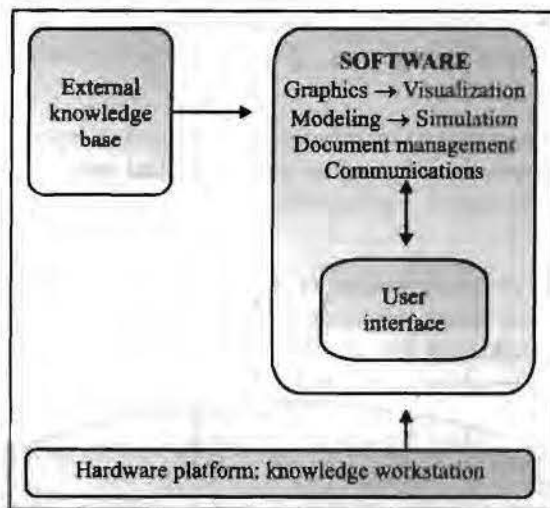 External
knowledge
base
SOFTWARE
Graphics → Visualization
Modeling → Simulation
Document management
Communications
User
interface
Hardware platform: knowledge workstation